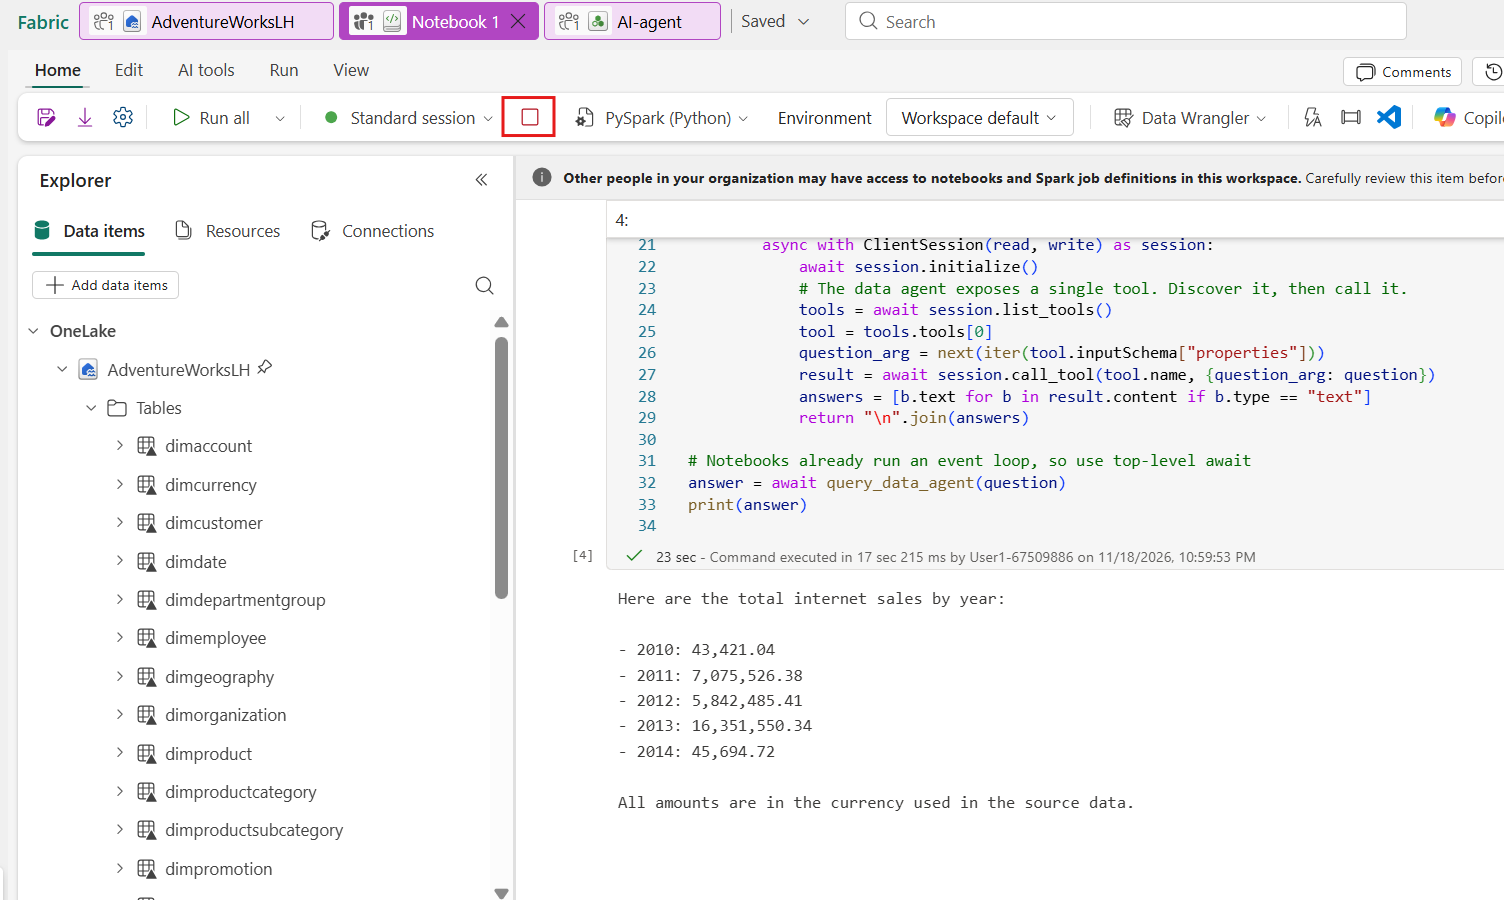 Fabric
AdventureWorksLH
Notebook 1
AI-agent
Saved
Search
Home Edit AI tools Run View
Comments
Run all
Standard session
PySpark (Python)
Environment
Workspace default
Data Wrangler
Copil
Explorer
Data items
Resources
Connections
Add data items
OneLake
AdventureWorksLH
Tables
dimaccount
dimcurrency
dimcustomer
dimdate
dimdepartmentgroup
dimemployee
dimgeography
dimorganization
dimproduct
dimproductcategory
dimproductsubcategory
dimpromotion
Other people in your organization may have access to notebooks and Spark job definitions in this workspace. Carefully review this item befor
4:
21 async with ClientSession(read, write) as session:
22 await session.initialize()
23 # The data agent exposes a single tool. Discover it, then call it.
24 tools = await session.list_tools()
25 tool = tools.tools[0]
26 question_arg = next(iter(tool.inputSchema["properties"]))
27 result = await session.call_tool(tool.name, {question_arg: question})
28 answers = [b.text for b in result.content if b.type == "text"]
29 return "\n".join(answers)
30
31 # Notebooks already run an event loop, so use top-level await
32 answer = await query_data_agent(question)
33 print(answer)
34
[4] 23 sec - Command executed in 17 sec 215 ms by User1-67509886 on 11/18/2026, 10:59:53 PM
Here are the total internet sales by year:
- 2010: 43,421.04
- 2011: 7,075,526.38
- 2012: 5,842,485.41
- 2013: 16,351,550.34
- 2014: 45,694.72
All amounts are in the currency used in the source data.